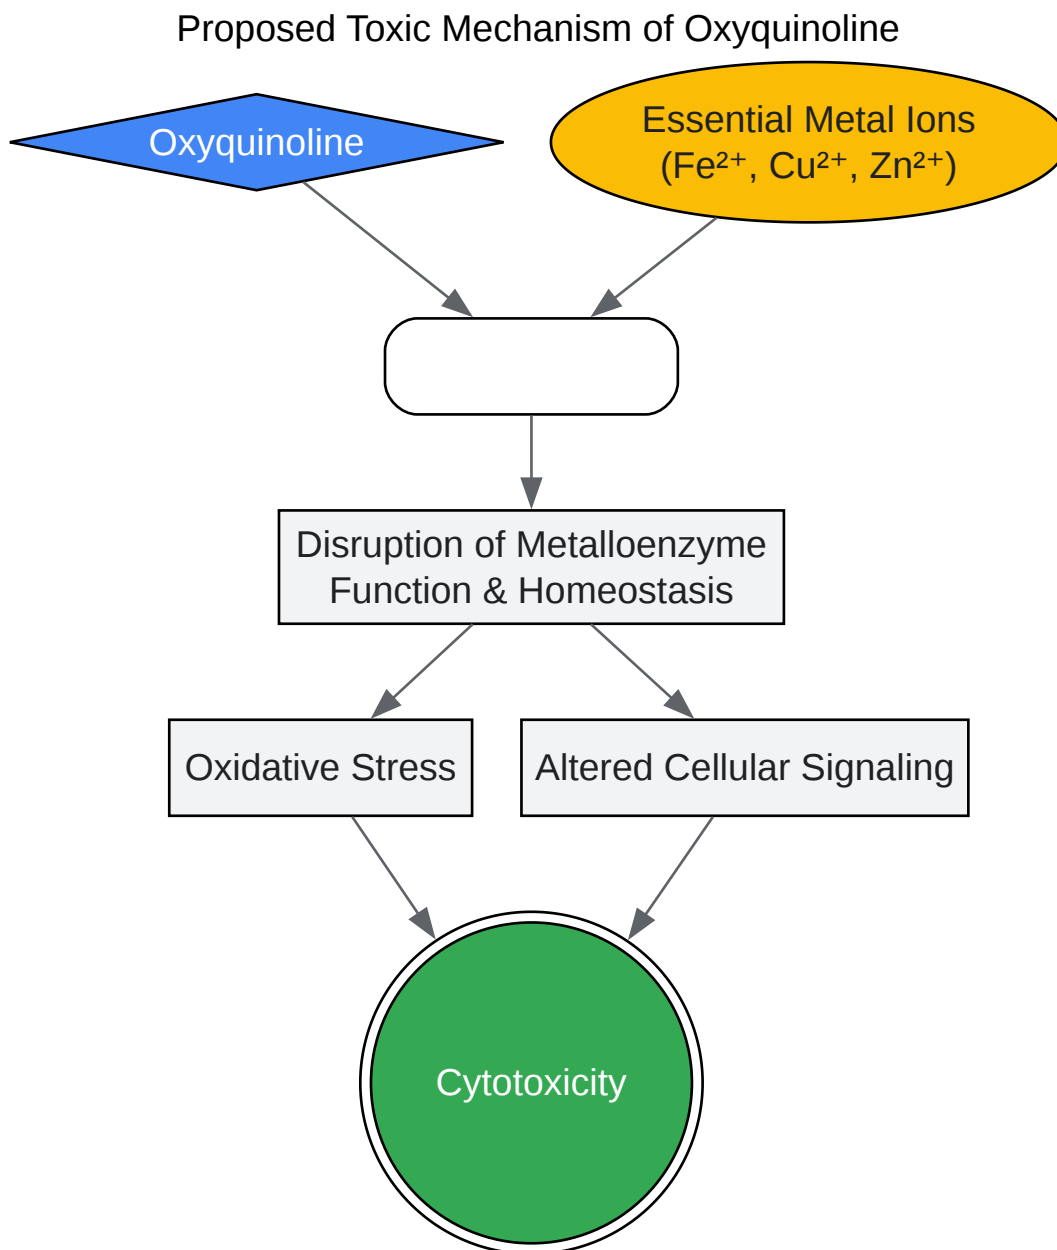 Proposed Toxic Mechanism of Oxyquinoline
Oxyquinoline
Essential Metal Ions
(Fe²⁺, Cu²⁺, Zn²⁺)
Disruption of Metalloenzyme
Function & Homeostasis
Oxidative Stress
Altered Cellular Signaling
Cytotoxicity